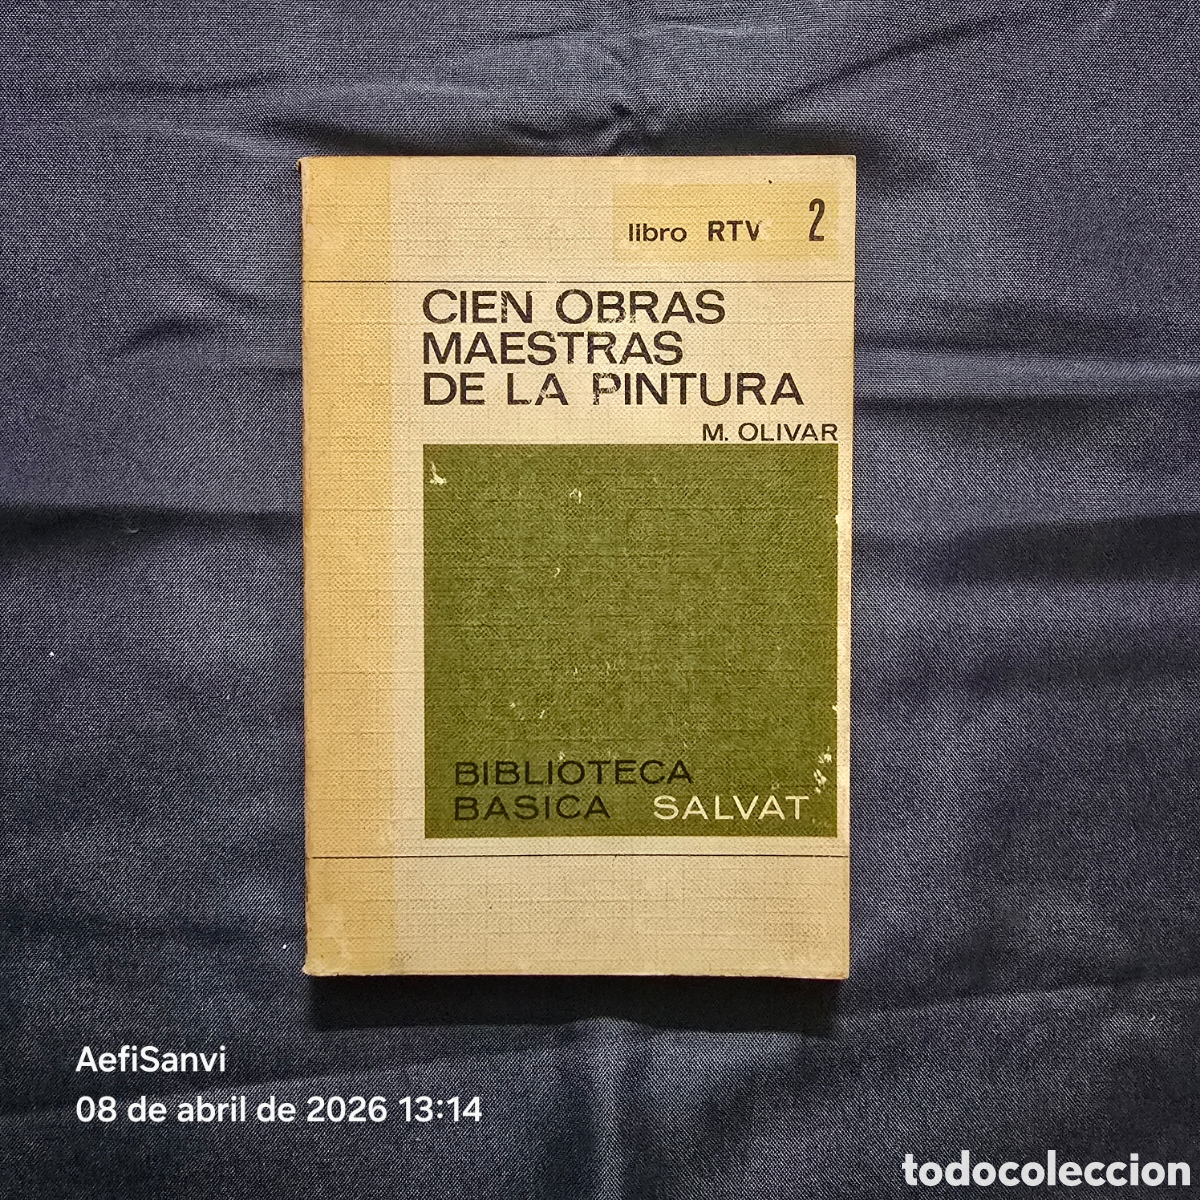 libro RTV 2
CIEN OBRAS
MAESTRAS
DE LA PINTURA
M. OLIVAR
BIBLIOTECA
BASICA SALVAT
AefiSanvi
08 de abril de 2026 13:14
todocoleccion